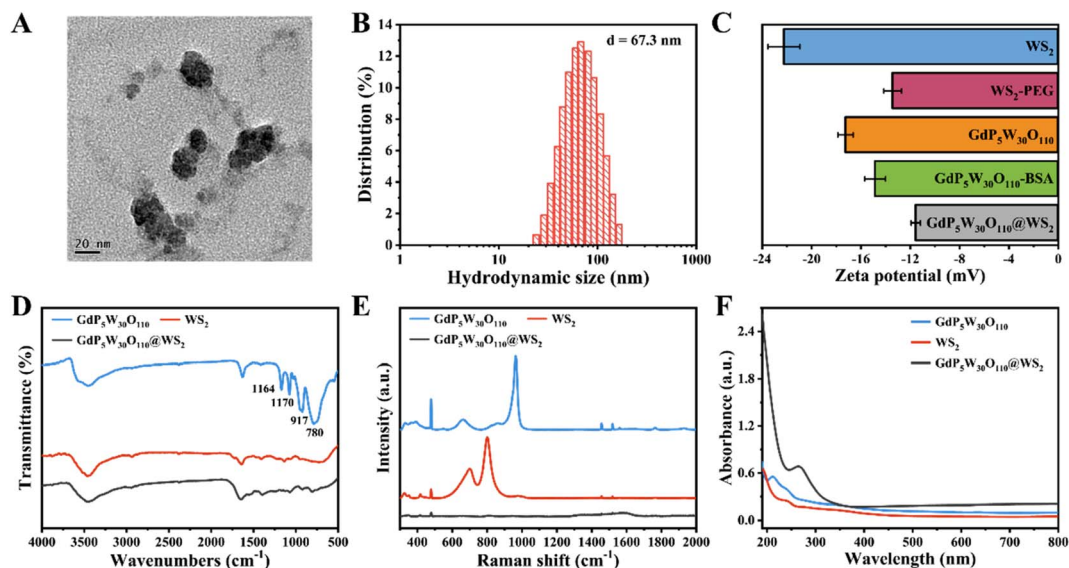 A
20 nm
B
d = 67.3 nm
Distribution (%)
14
12
10
8
6
4
2
0
1
10
100
1000
Hydrodynamic size (nm)
C
WS₂
WS₂-PEG
GdP₅W₃₀O₁₁₀
GdP₅W₃₀O₁₁₀-BSA
GdP₅W₃₀O₁₁₀@WS₂
-24
-20
-16
-12
-8
-4
0
Zeta potential (mV)
D
GdP₅W₃₀O₁₁₀
WS₂
GdP₅W₃₀O₁₁₀@WS₂
Transmittance (%)
1164
1170
917
780
4000 3500 3000 2500 2000 1500 1000 500
Wavenumbers (cm⁻¹)
E
GdP₅W₃₀O₁₁₀
WS₂
GdP₅W₃₀O₁₁₀@WS₂
Intensity (a.u.)
400 600 800 1000 1200 1400 1600 1800 2000
Raman shift (cm⁻¹)
F
GdP₅W₃₀O₁₁₀
WS₂
GdP₅W₃₀O₁₁₀@WS₂
Absorbance (a.u.)
2.4
1.8
1.2
0.6
0.0
200 300 400 500 600 700 800
Wavelength (nm)